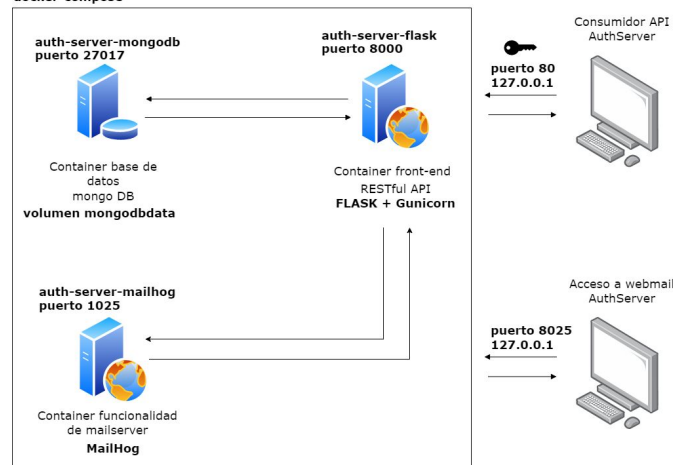 docker-compose
auth-server-mongodb
puerto 27017
auth-server-flask
puerto 8000
Consumidor API
AuthServer
puerto 80
127.0.0.1
Container base de
datos
mongo DB
volumen mongodbdata
Container front-end
RESTful API
FLASK + Gunicorn
auth-server-mailhog
puerto 1025
Acceso a webmail
AuthServer
puerto 8025
127.0.0.1
Container funcionalidad
de mailserver
MailHog